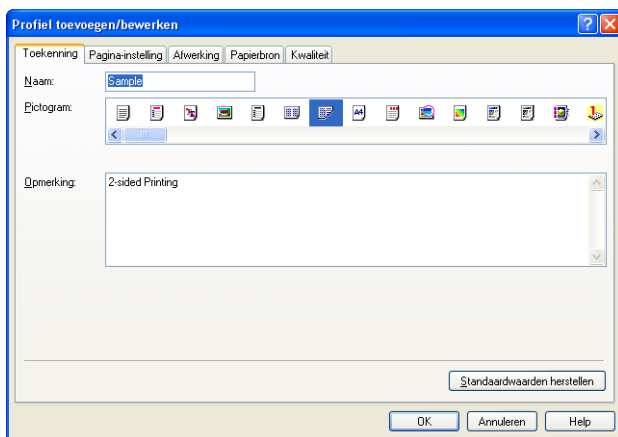 Profiel toevoegen/bewerken
Toekenning Pagina-instelling Afwerking Papierbron Kwaliteit
Naam: Sample
Pictogram:
A4
Opmerking: 2-sided Printing
Standaardwaarden herstellen
OK Annuleren Help